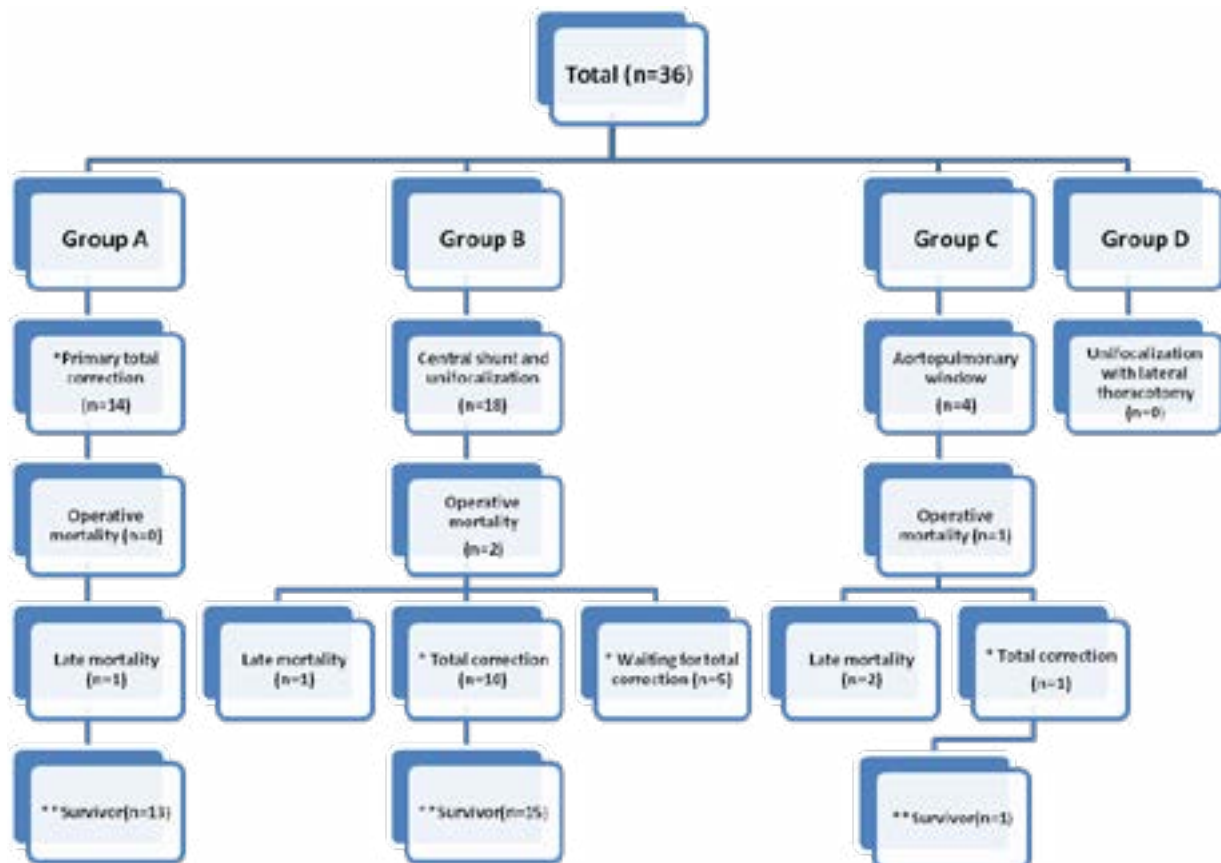 Total (n=36)
Group A
Group B
Group C
Group D
*Primary total
correction
(n=14)
Central shunt and
unifocalization
(n=18)
Aortopulmonary
window
(n=4)
Unifocalization
with lateral
thoracotomy
(n=0)
Operative
mortality (n=0)
Operative
mortality
(n=2)
Operative
mortality (n=1)
Late mortality
(n=1)
Late mortality
(n=1)
* Total correction
(n=10)
* Waiting for total
correction (n=5)
Late mortality
(n=2)
* Total correction
(n=1)
**Survivor(n=13)
**Survivor(n=15)
**Survivor(n=1)